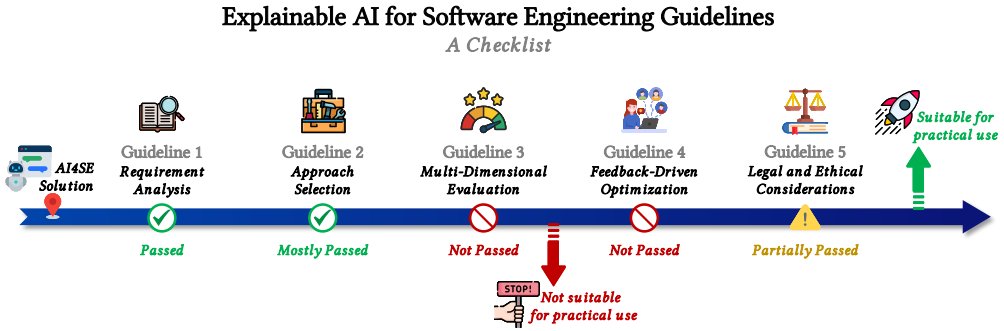 Explainable AI for Software Engineering Guidelines
A Checklist
AI4SE
Solution
Guideline 1
Requirement
Analysis
Passed
Guideline 2
Approach
Selection
Mostly Passed
Guideline 3
Multi-Dimensional
Evaluation
Not Passed
STOP!
Not suitable
for practical use
Guideline 4
Feedback-Driven
Optimization
Not Passed
Guideline 5
Legal and Ethical
Considerations
Partially Passed
Suitable for
practical use